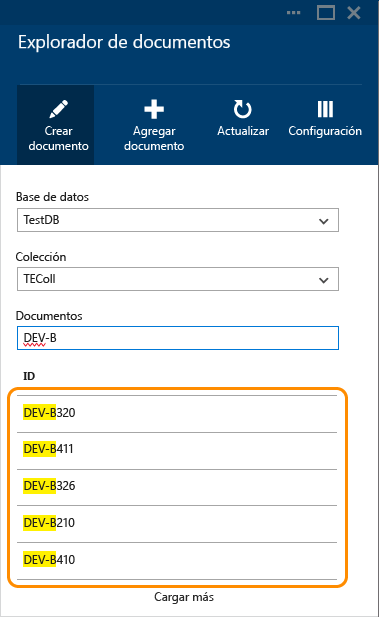 Explorador de documentos
Crear
documento
Agregar
documento
Actualizar
Configuración
Base de datos
TestDB
Colección
TEColl
Documentos
DEV-B
ID
DEV-B320
DEV-B411
DEV-B326
DEV-B210
DEV-B410
Cargar más